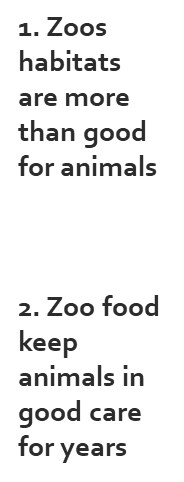 1. Zoos
habitats
are more
than good
for animals
2. Zoo food
keep
animals in
good care
for years